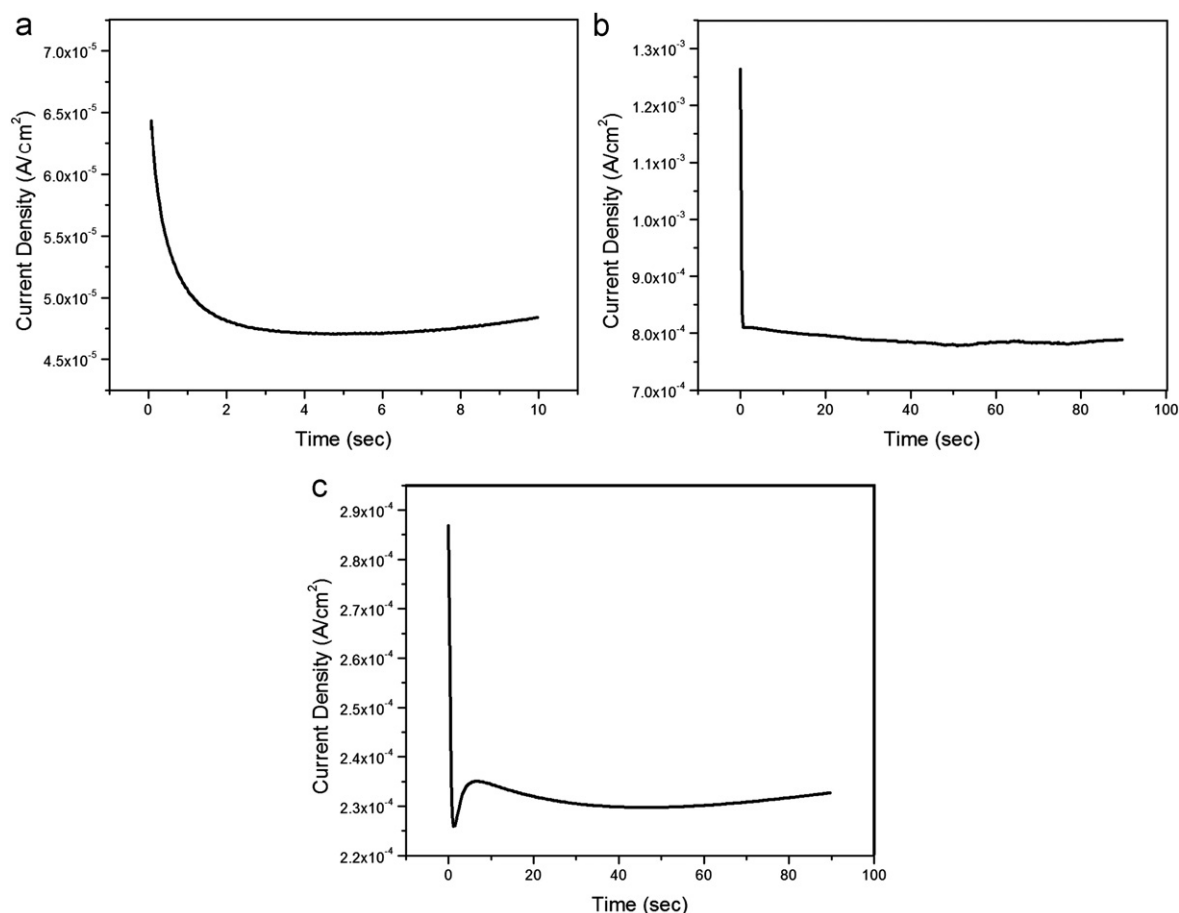 a
7.0x10⁻⁵
6.5x10⁻⁵
6.0x10⁻⁵
5.5x10⁻⁵
5.0x10⁻⁵
4.5x10⁻⁵
Current Density (A/cm²)
0 2 4 6 8 10
Time (sec)
b
1.3x10⁻³
1.2x10⁻³
1.1x10⁻³
1.0x10⁻³
9.0x10⁻⁴
8.0x10⁻⁴
7.0x10⁻⁴
Current Density (A/cm²)
0 20 40 60 80 100
Time (sec)
c
2.9x10⁻⁴
2.8x10⁻⁴
2.7x10⁻⁴
2.6x10⁻⁴
2.5x10⁻⁴
2.4x10⁻⁴
2.3x10⁻⁴
2.2x10⁻⁴
Current Density (A/cm²)
0 20 40 60 80 100
Time (sec)